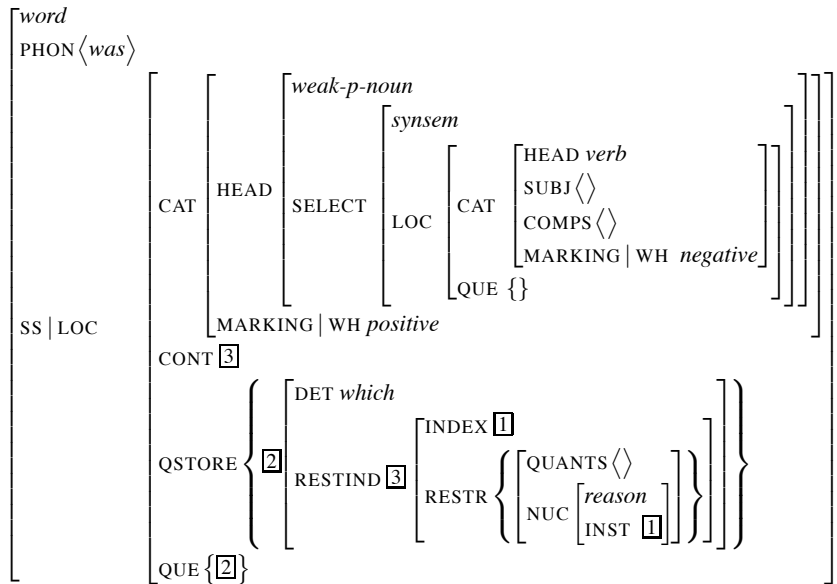 word
PHON ⟨was⟩
weak-p-noun
synsem
HEAD verb
SUBJ ⟨⟩
CAT HEAD SELECT LOC CAT COMPS ⟨⟩
MARKING | WH negative
QUE {}
SS | LOC MARKING | WH positive
CONT 3
DET which
INDEX 1
QSTORE { 2 RESTIND 3 RESTR { QUANTS ⟨⟩
NUC reason
INST 1 } }
QUE { 2 }